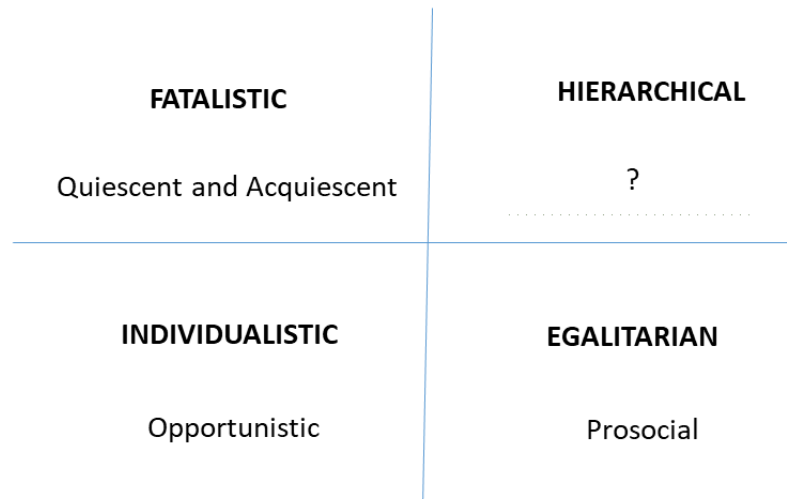 FATALISTIC
Quiescent and Acquiescent
HIERARCHICAL
?
INDIVIDUALISTIC
Opportunistic
EGALITARIAN
Prosocial